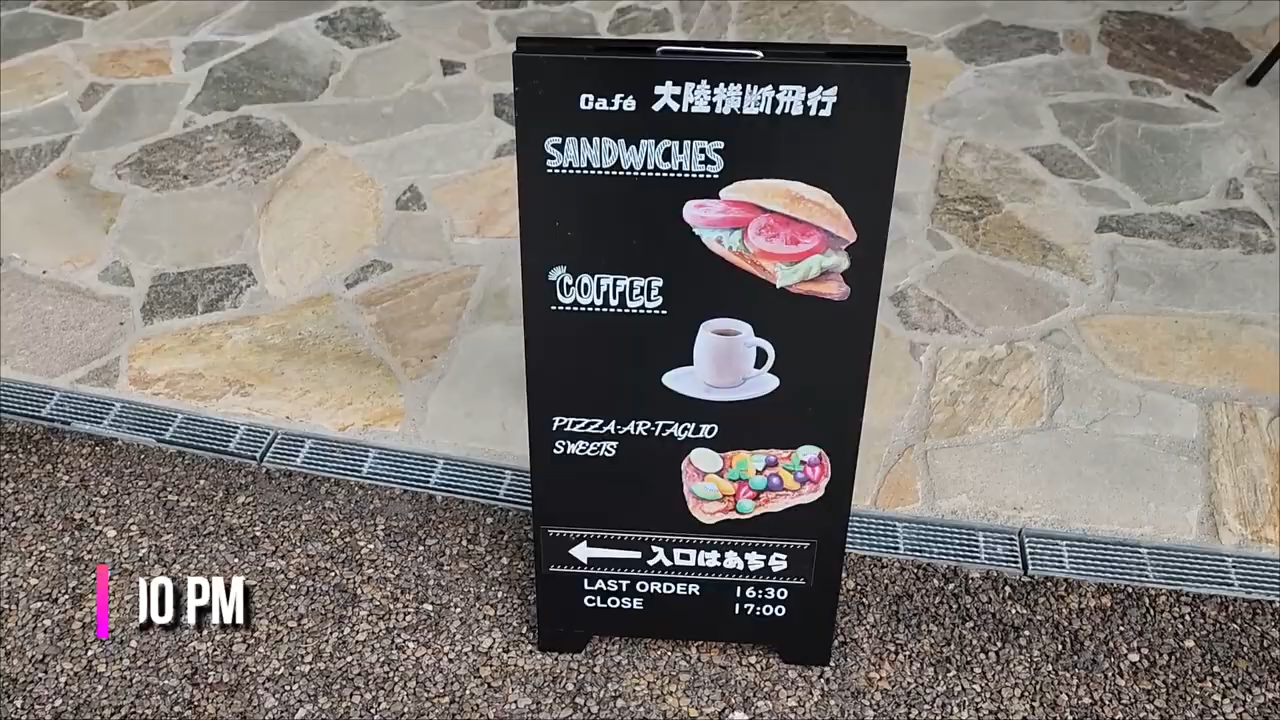 Café 大陸横断飛行
SANDWICHES
COFFEE
PIZZA-AR-TAGLIO
SWEETS
入口はあちら
LAST ORDER 16:30
CLOSE 17:00
PM